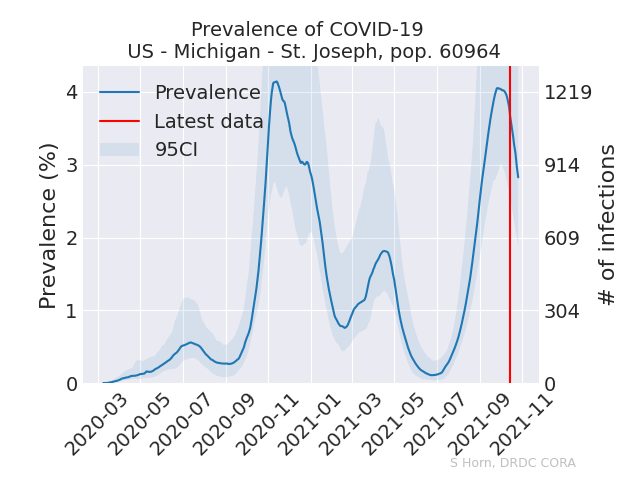 Prevalence of COVID-19
US - Michigan - St. Joseph, pop. 60964
Prevalence
Latest data
95CI
Prevalence (%)
4
3
2
1
0
# of infections
1219
914
609
304
0
2020-03
2020-05
2020-07
2020-09
2020-11
2021-01
2021-03
2021-05
2021-07
2021-09
2021-11
S Horn, DRDC CORA